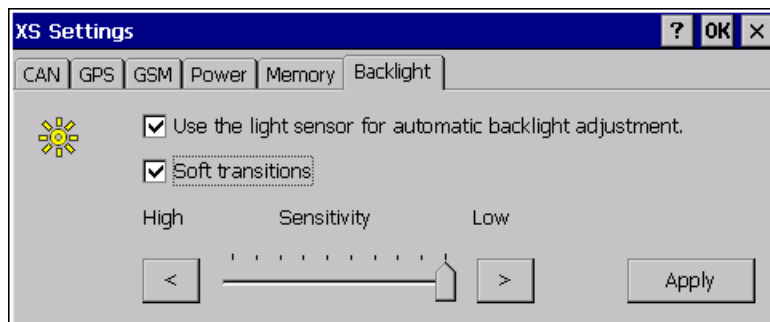 XS Settings ? OK ×
CAN GPS GSM Power Memory Backlight
Use the light sensor for automatic backlight adjustment.
Soft transitions
High Sensitivity Low
< > Apply